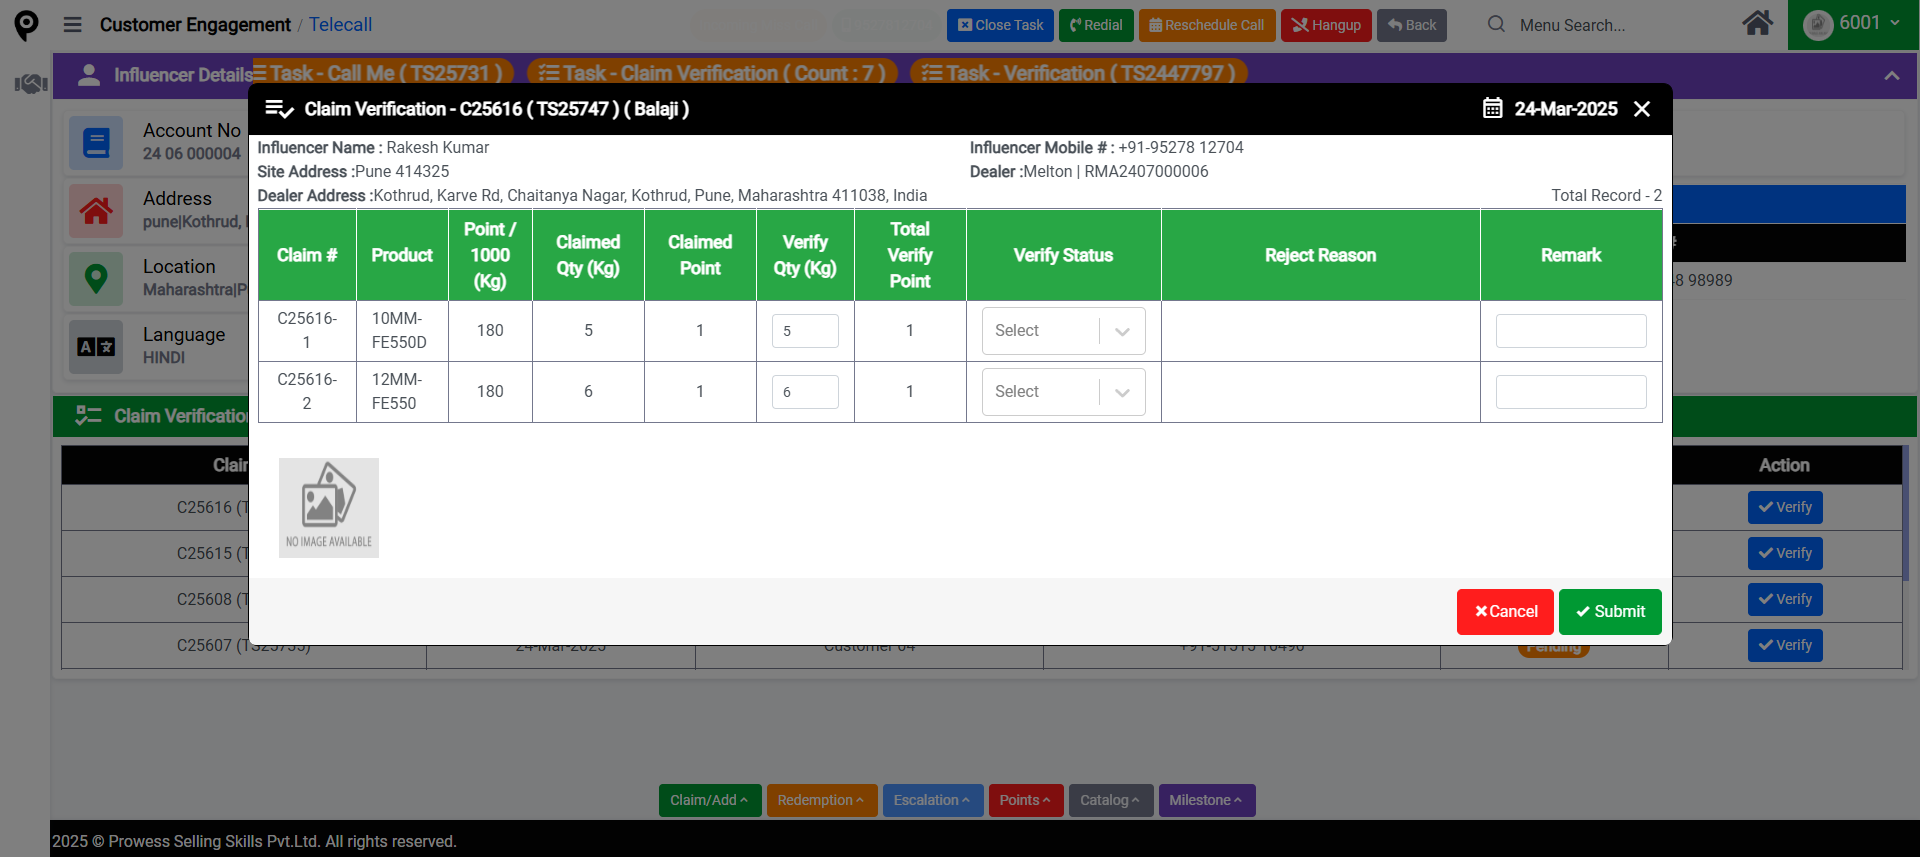 Customer Engagement / Telecall
Close Task
Redial
Reschedule Call
Hangup
Back
Menu Search...
6001
Influencer Details
Task - Call Me ( TS25731 )
Task - Claim Verification ( Count : 7 )
Task - Verification ( TS2447797 )
Claim Verification - C25616 ( TS25747 ) ( Balaji )
24-Mar-2025
Account No
24 06 000004
Address
pune|Kothrud,
Location
Maharashtra|P
Language
HINDI
Influencer Name : Rakesh Kumar
Influencer Mobile # : +91-95278 12704
Site Address :Pune 414325
Dealer :Melton | RMA2407000006
Dealer Address :Kothrud, Karve Rd, Chaitanya Nagar, Kothrud, Pune, Maharashtra 411038, India
Total Record - 2
Claim #
Product
Point /
1000
(Kg)
Claimed
Qty (Kg)
Claimed
Point
Verify
Qty (Kg)
Total
Verify
Point
Verify Status
Reject Reason
Remark
C25616-
1
10MM-
FE550D
180
5
1
5
1
Select
C25616-
2
12MM-
FE550
180
6
1
6
1
Select
8 98989
NO IMAGE AVAILABLE
Cancel
Submit
Claim Verification
Action
C25616 (T
Verify
C25615 (T
Verify
C25608 (T
Verify
C25607 (TS25735)
24-Mar-2025
Customer 04
Pending
Verify
Claim/Add
Redemption
Escalation
Points
Catalog
Milestone
2025 © Prowess Selling Skills Pvt.Ltd. All rights reserved.